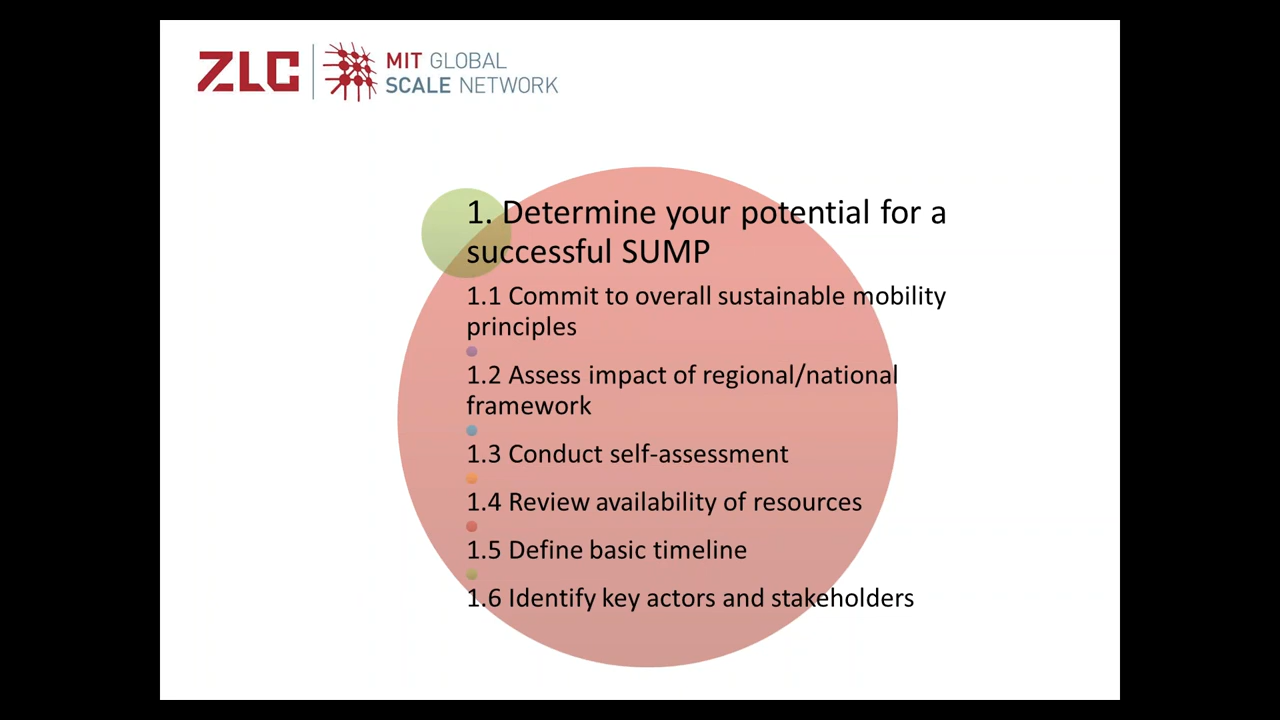 ZLC
MIT GLOBAL
SCALE NETWORK
1. Determine your potential for a
successful SUMP
1.1 Commit to overall sustainable mobility
principles
1.2 Assess impact of regional/national
framework
1.3 Conduct self-assessment
1.4 Review availability of resources
1.5 Define basic timeline
1.6 Identify key actors and stakeholders